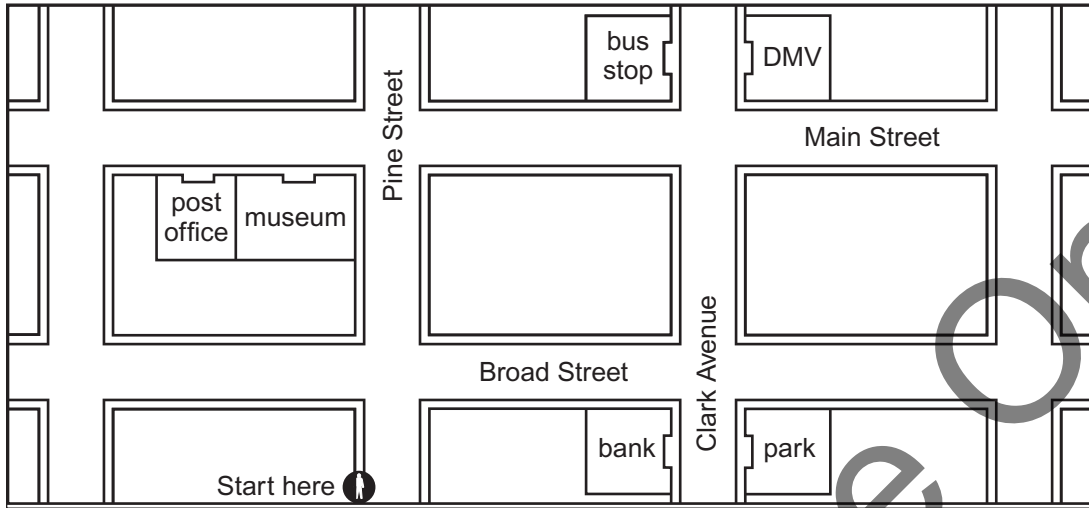 bus
stop
DMV
Pine Street
Main Street
post
office
museum
Clark Avenue
Broad Street
bank
park
Start here